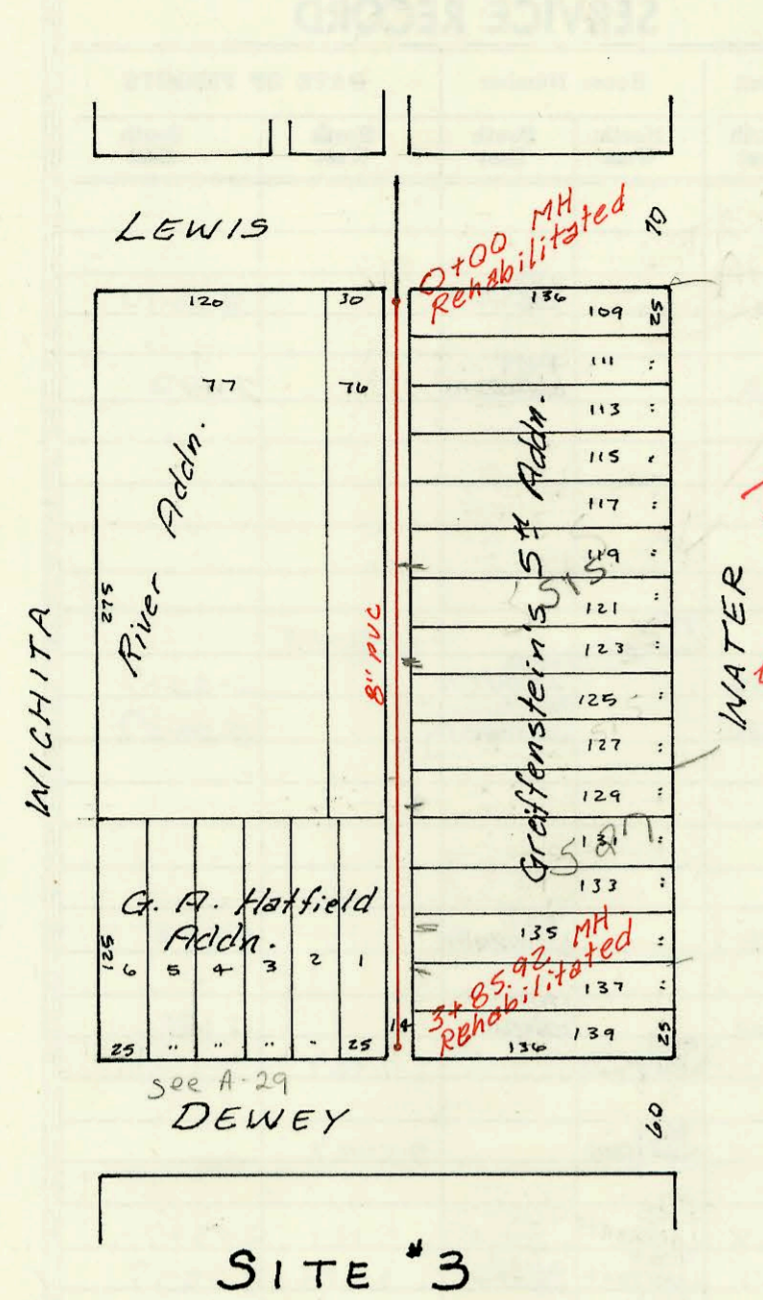 LEWIS
70
0+00 MH
Rehabilitated
120
30
136
109
25
77
76
111
113
115
117
119
121
123
125
127
129
131
133
135
137
139
25
136
River Addn.
275
8" PVC
Greiffenstein's 5th Addn.
515
WICHITA
WATER
G. A. Hatfield
Addn.
125
6 5 4 3 2 1
25 " " " " 25
14
3+85.92 MH
Rehabilitated
See A-29
DEWEY
60
SITE #3